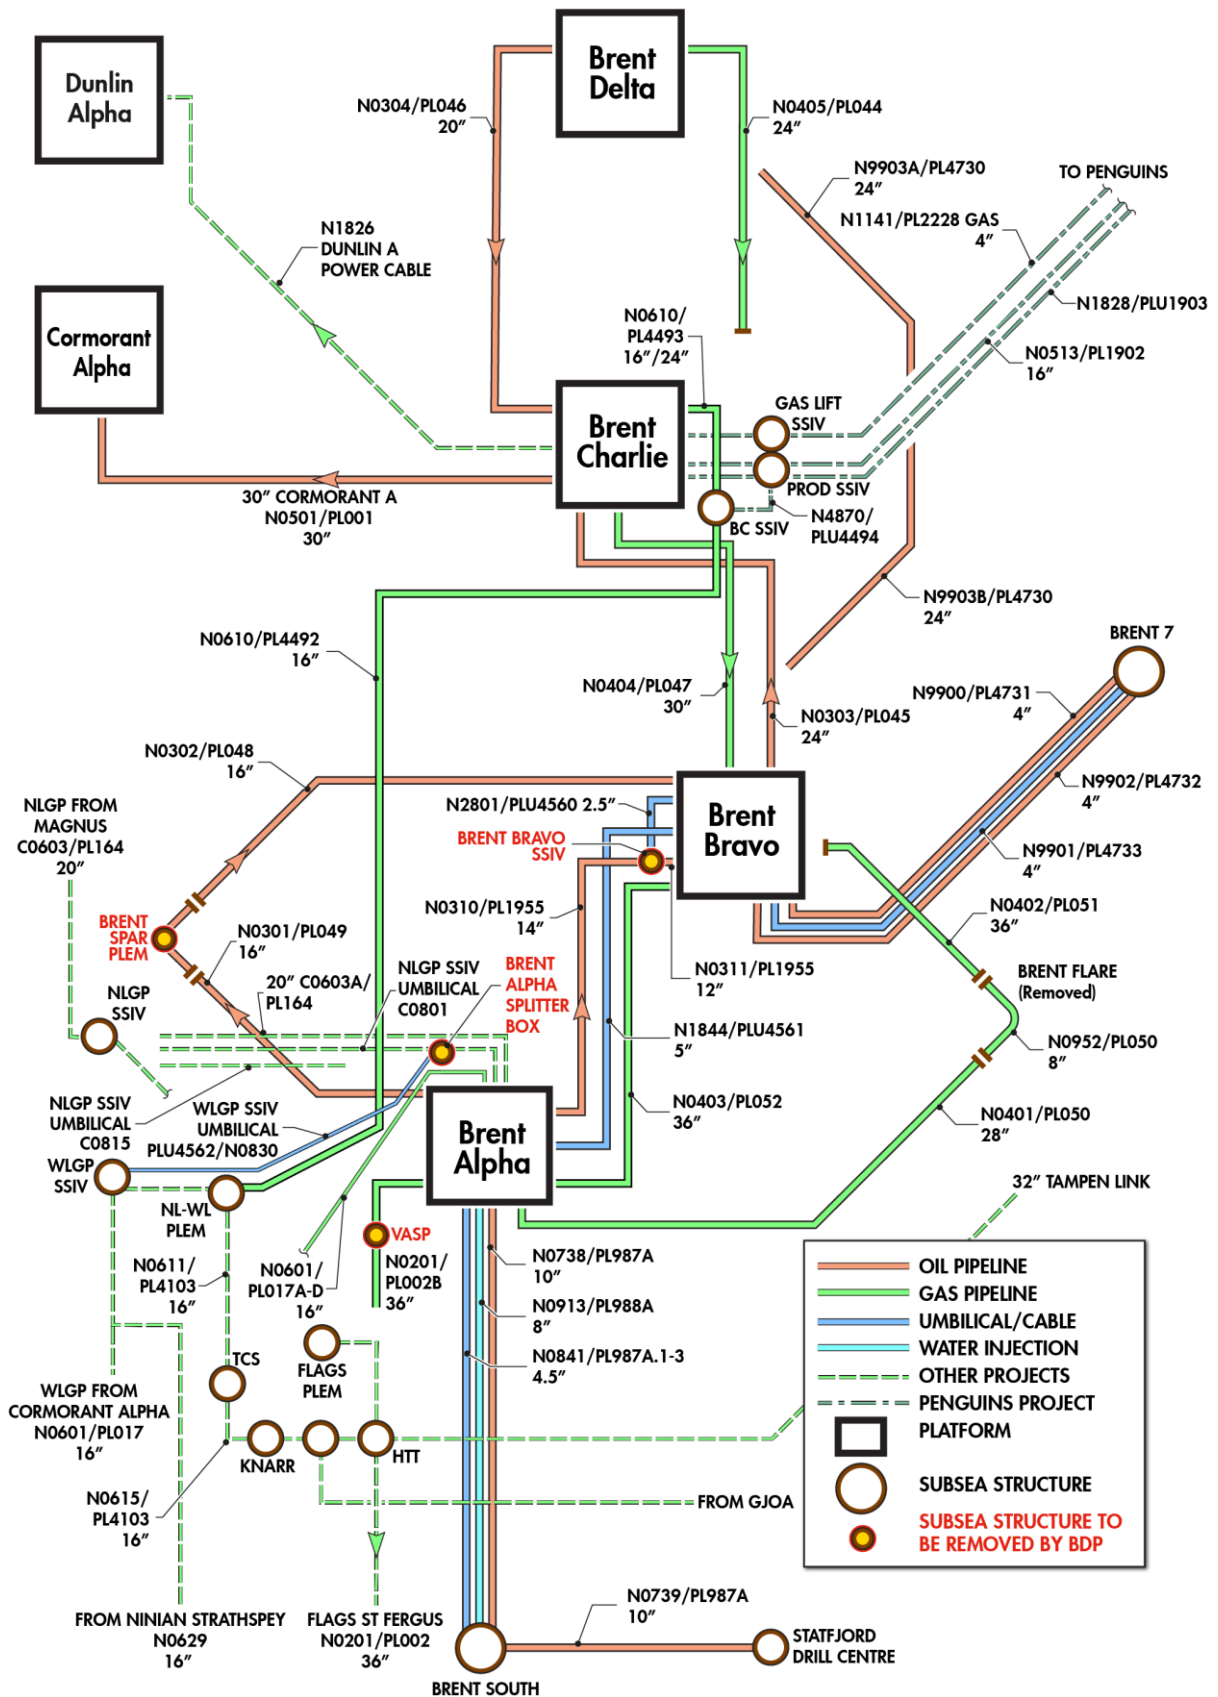 Dunlin
Alpha
Brent
Delta
N0304/PL046
20”
N0405/PL044
24”
N9903A/PL4730
24”
TO PENGUINS
N1141/PL2228 GAS
4”
N1826
DUNLIN A
POWER CABLE
N1828/PLU1903
Cormorant
Alpha
N0610/
PL4493
16”/24”
N0513/PL1902
16”
GAS LIFT
SSIV
Brent
Charlie
PROD SSIV
30” CORMORANT A
N0501/PL001
30”
BC SSIV
N4870/
PLU4494
N9903B/PL4730
24”
BRENT 7
N0610/PL4492
16”
N0404/PL047
30”
N0303/PL045
24”
N9900/PL4731
4”
N0302/PL048
16”
N9902/PL4732
4”
NLGP FROM
MAGNUS
C0603/PL164
20”
N2801/PLU4560 2.5”
BRENT BRAVO
SSIV
Brent
Bravo
N9901/PL4733
4”
N0402/PL051
36”
BRENT
SPAR
PLEM
N0301/PL049
16”
N0310/PL1955
14”
N0311/PL1955
12”
BRENT FLARE
(Removed)
NLGP
SSIV
20” C0603A/
PL164
NLGP SSIV
UMBILICAL
C0801
BRENT
ALPHA
SPLITTER
BOX
N1844/PLU4561
5”
N0952/PL050
8”
NLGP SSIV
UMBILICAL
C0815
WLGP SSIV
UMBILICAL
PLU4562/N0830
Brent
Alpha
N0403/PL052
36”
N0401/PL050
28”
WLGP
SSIV
NL-WL
PLEM
32” TAMPEN LINK
VASP
N0611/
PL4103
16”
N0601/
PL017A-D
16”
N0201/
PL002B
36”
N0738/PL987A
10”
N0913/PL988A
8”
N0841/PL987A.1-3
4.5”
OIL PIPELINE
GAS PIPELINE
UMBILICAL/CABLE
WATER INJECTION
OTHER PROJECTS
PENGUINS PROJECT
PLATFORM
SUBSEA STRUCTURE
SUBSEA STRUCTURE TO
BE REMOVED BY BDP
TCS
FLAGS
PLEM
WLGP FROM
CORMORANT ALPHA
N0601/PL017
16”
KNARR
HTT
N0615/
PL4103
16”
FROM GJOA
FROM NINIAN STRATHSPEY
N0629
16”
FLAGS ST FERGUS
N0201/PL002
36”
N0739/PL987A
10”
STATFJORD
DRILL CENTRE
BRENT SOUTH